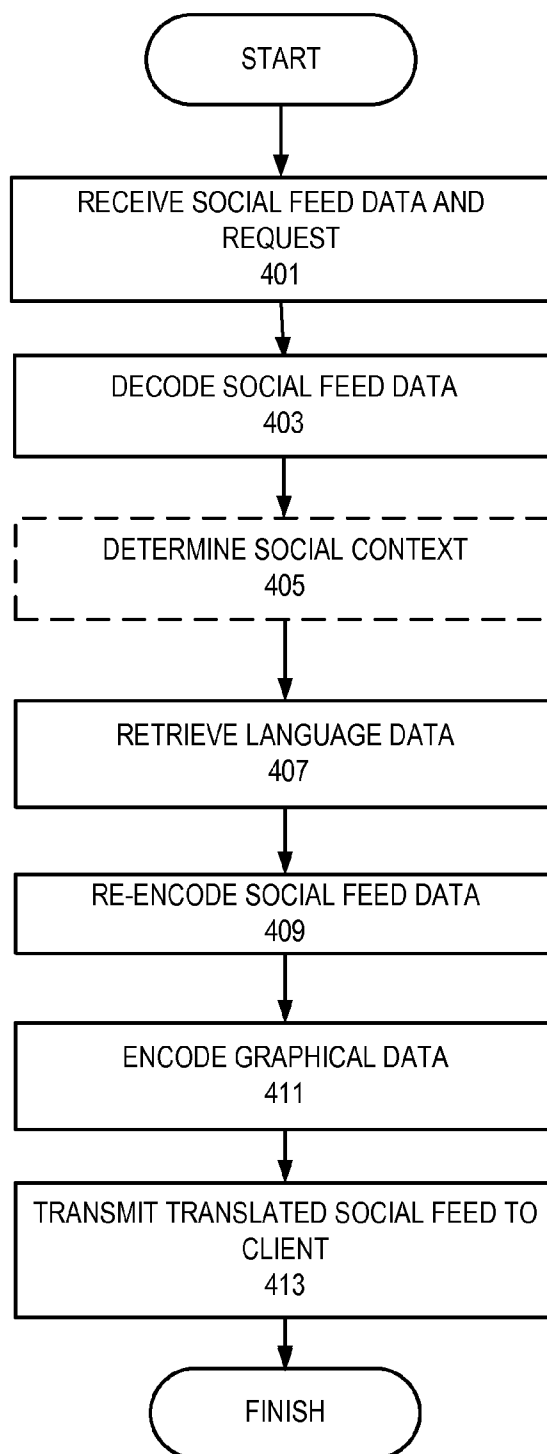 START
RECEIVE SOCIAL FEED DATA AND
REQUEST
401
DECODE SOCIAL FEED DATA
403
DETERMINE SOCIAL CONTEXT
405
RETRIEVE LANGUAGE DATA
407
RE-ENCODE SOCIAL FEED DATA
409
ENCODE GRAPHICAL DATA
411
TRANSMIT TRANSLATED SOCIAL FEED TO
CLIENT
413
FINISH